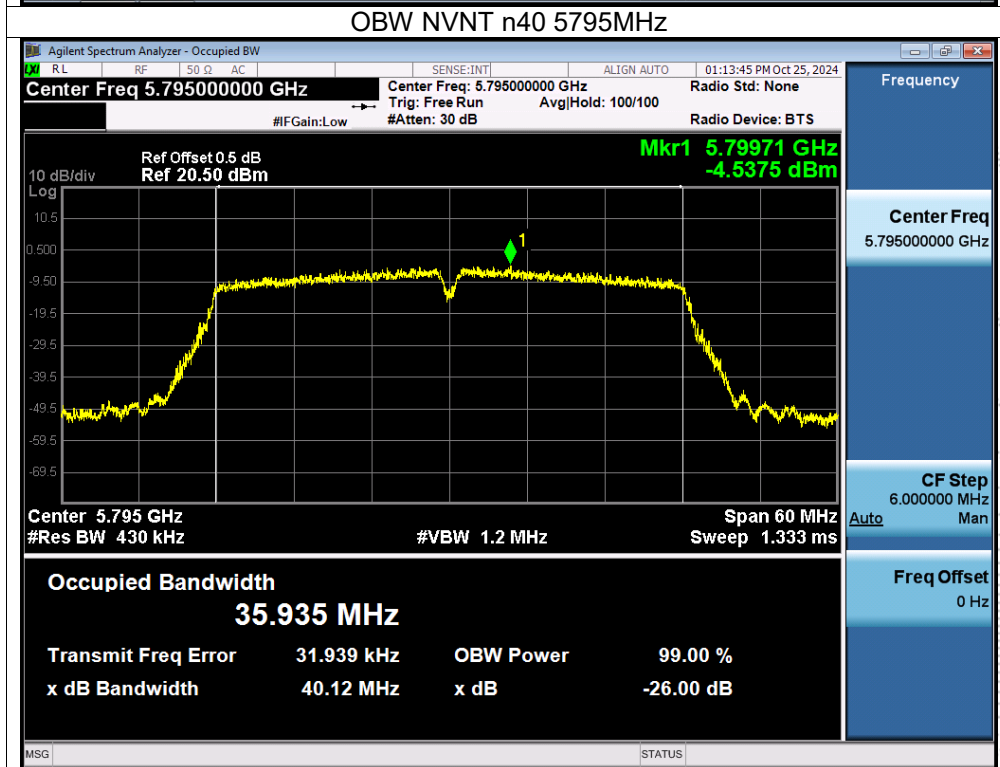 OBW NVNT n40 5795MHz
Agilent Spectrum Analyzer - Occupied BW
LXI RL RF 50 Ω AC SENSE:INT ALIGN AUTO 01:13:45 PM Oct 25, 2024
Center Freq 5.795000000 GHz
Center Freq: 5.795000000 GHz
Radio Std: None
Trig: Free Run Avg|Hold: 100/100
#IFGain:Low
#Atten: 30 dB
Radio Device: BTS
Mkr1 5.79971 GHz
-4.5375 dBm
Ref Offset 0.5 dB
10 dB/div Ref 20.50 dBm
Log
10.5
0.500
-9.50
-19.5
-29.5
-39.5
-49.5
-59.5
-69.5
1
Center 5.795 GHz Span 60 MHz
#Res BW 430 kHz #VBW 1.2 MHz Sweep 1.333 ms
Occupied Bandwidth
35.935 MHz
Transmit Freq Error 31.939 kHz OBW Power 99.00 %
x dB Bandwidth 40.12 MHz x dB -26.00 dB
MSG STATUS
Frequency
Center Freq
5.795000000 GHz
CF Step
6.000000 MHz
Auto Man
Freq Offset
0 Hz